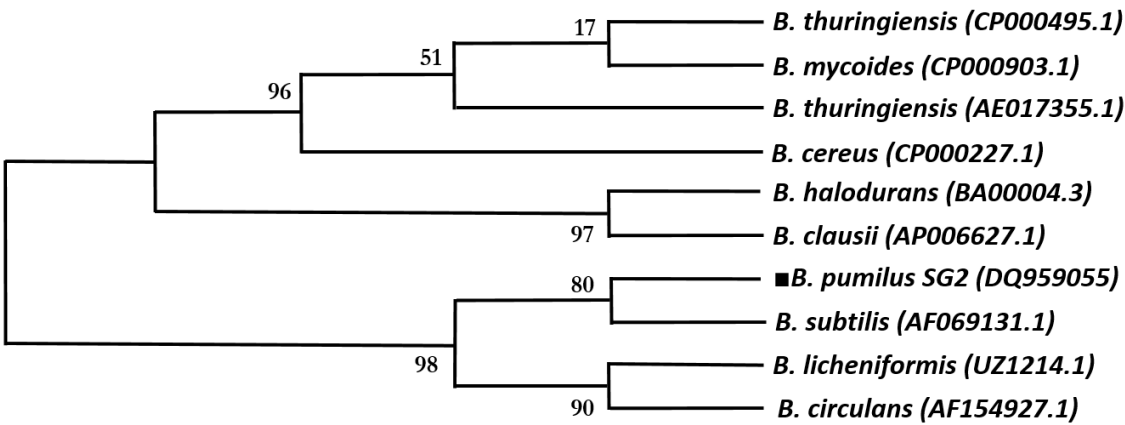 17
B. thuringiensis (CP000495.1)
51
B. mycoides (CP000903.1)
96
B. thuringiensis (AE017355.1)
B. cereus (CP000227.1)
B. halodurans (BA00004.3)
97
B. clausii (AP006627.1)
80
■B. pumilus SG2 (DQ959055)
B. subtilis (AF069131.1)
98
B. licheniformis (UZ1214.1)
90
B. circulans (AF154927.1)